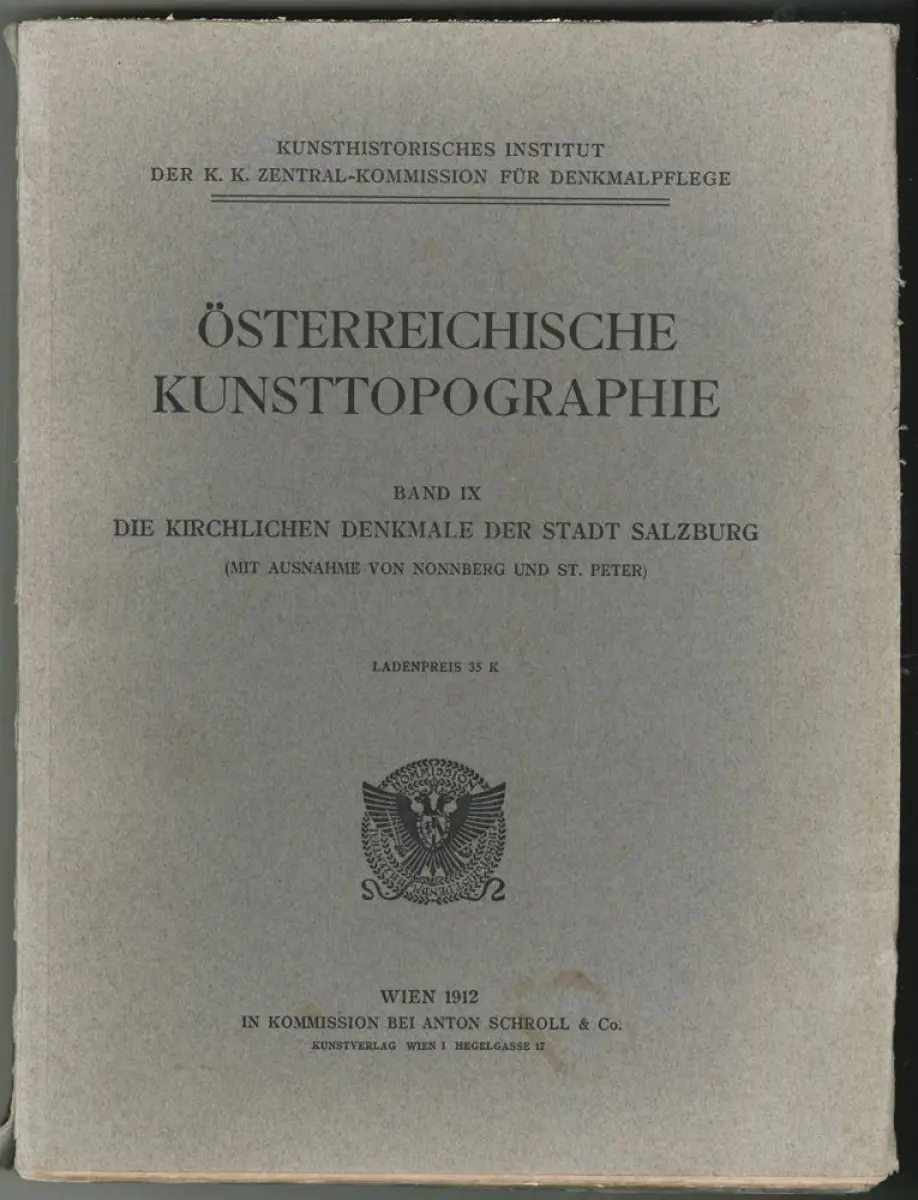 KUNSTHISTORISCHES INSTITUT
DER K. K. ZENTRAL-KOMMISSION FÜR DENKMALPFLEGE
ÖSTERREICHISCHE
KUNSTTOPOGRAPHIE
BAND IX
DIE KIRCHLICHEN DENKMALE DER STADT SALZBURG
(MIT AUSNAHME VON NONNBERG UND ST. PETER)
LADENPREIS 35 K
KOMMISSION
WIEN 1912
IN KOMMISSION BEI ANTON SCHROLL & Co.
KUNSTVERLAG WIEN I HEGELGASSE 17